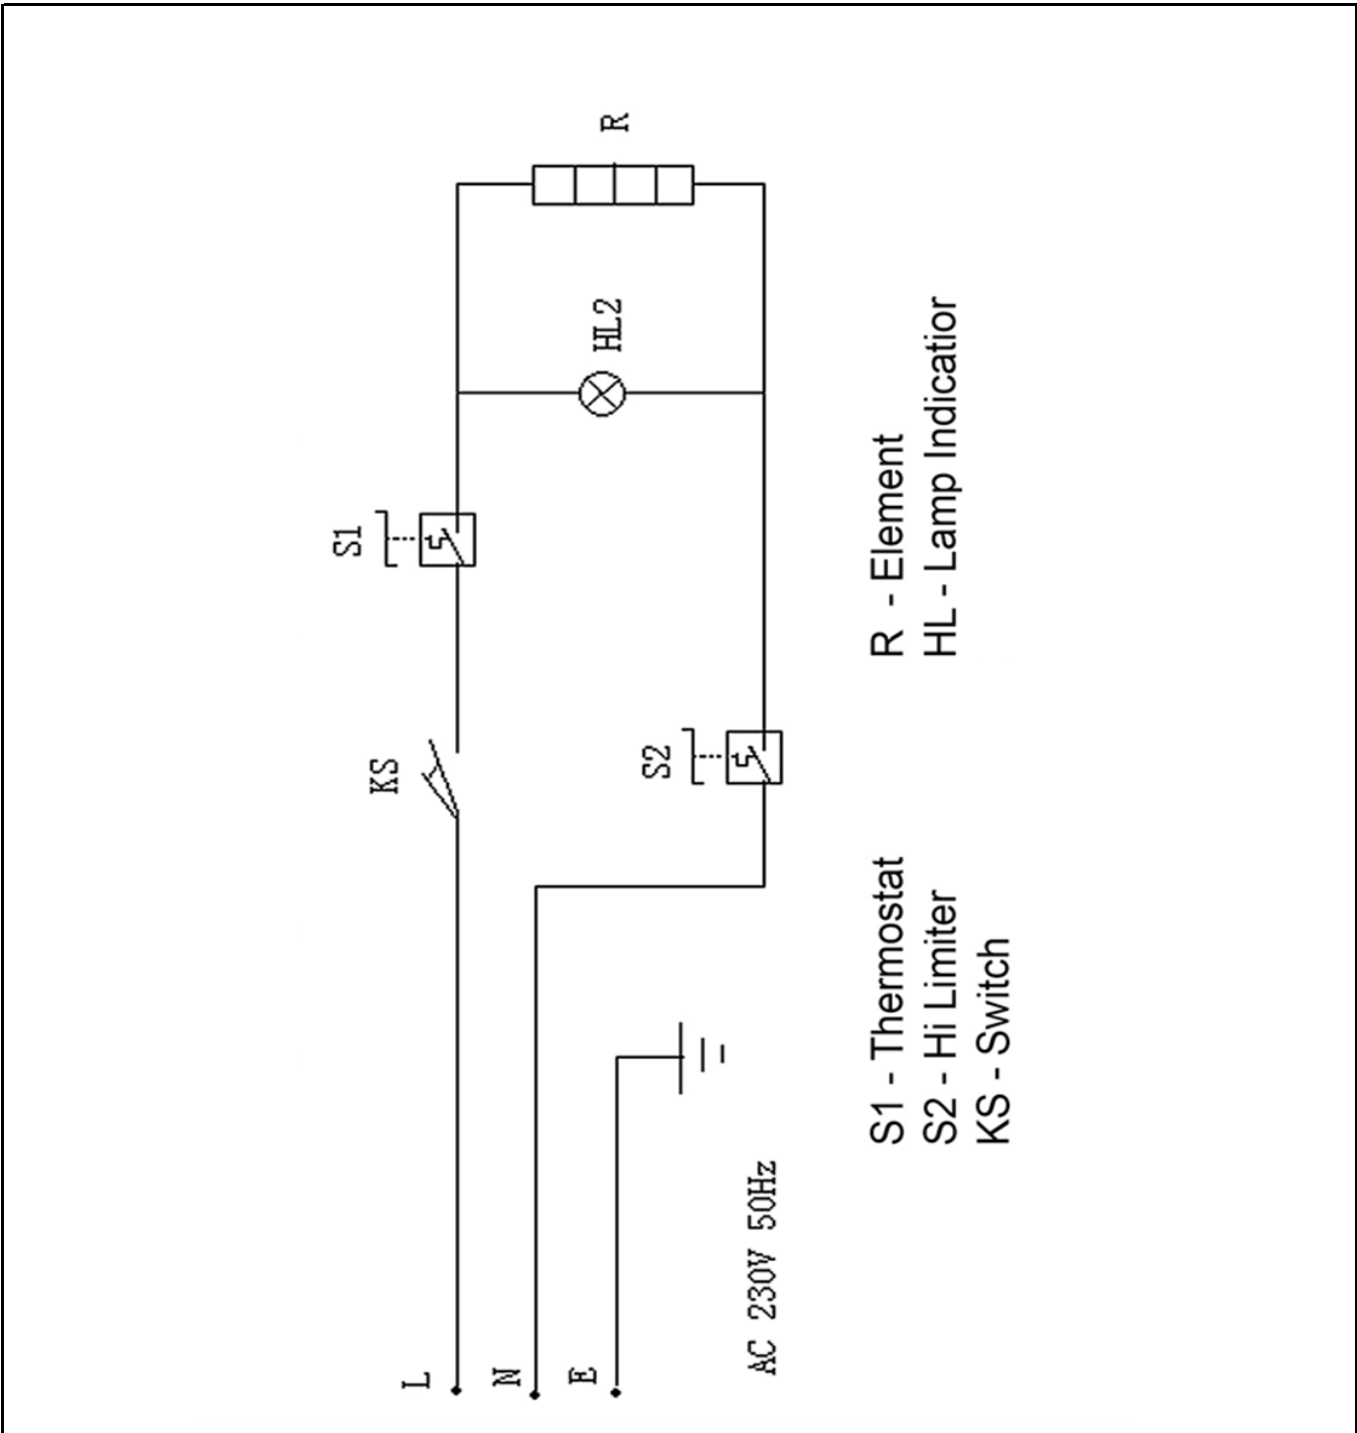 R
HL2
S1
KS
S2
L
N
E
AC 230V 50Hz
S1 - Thermostat
S2 - Hi Limiter
KS - Switch
R - Element
HL - Lamp Indicatior